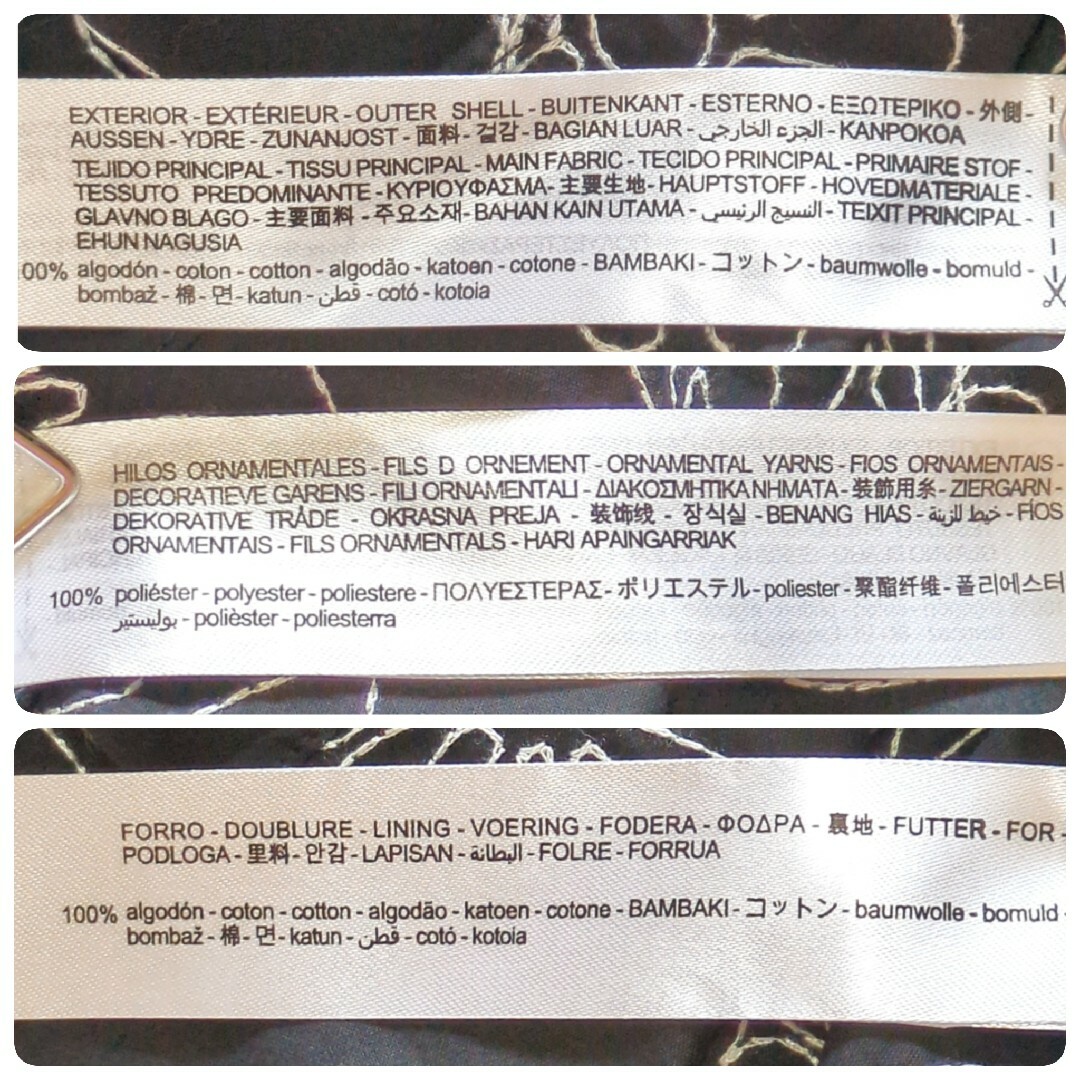 EXTERIOR - EXTÉRIEUR - OUTER SHELL - BUITENKANT - ESTERNO - ΕΞΩΤΕΡΙΚΟ - 外側 -
AUSSEN - YDRE - ZUNANJOST - 面料 - 겉감 - BAGIAN LUAR - الجزء الخارجي - KANPOKOA
TEJIDO PRINCIPAL - TISSU PRINCIPAL - MAIN FABRIC - TECIDO PRINCIPAL - PRIMAIRE STOF -
TESSUTO PREDOMINANTE - ΚΥΡΙΟΥΦΑΣΜΑ - 主要生地 - HAUPTSTOFF - HOVEDMATERIALE -
GLAVNO BLAGO - 主要面料 - 주요소재 - BAHAN KAIN UTAMA - النسيج الرئيسي - TEIXIT PRINCIPAL -
EHUN NAGUSIA
00% algodón - coton - cotton - algodão - katoen - cotone - BAMBAKI - コットン - baumwolle - bomuld -
bombaž - 棉 - 면 - katun - قطن - cotó - kotoia
HILOS ORNAMENTALES - FILS D ORNEMENT - ORNAMENTAL YARNS - FIOS ORNAMENTAIS -
DECORATIEVE GARENS - FILI ORNAMENTALI - ΔΙΑΚΟΣΜΗΤΙΚΑ ΝΗΜΑΤΑ - 装飾用糸 - ZIERGARN -
DEKORATIVE TRÅDE - OKRASNA PREJA - 装饰线 - 장식실 - BENANG HIAS - خيط للزينة - FÍOS
ORNAMENTAIS - FILS ORNAMENTALS - HARI APAINGARRIAK
100% poliéster - polyester - poliestere - ΠΟΛΥΕΣΤΕΡΑΣ - ポリエステル - poliester - 聚酯纤维 - 폴리에스터
بوليستير - polièster - poliesterra
FORRO - DOUBLURE - LINING - VOERING - FODERA - ΦΟΔΡΑ - 裏地 - FUTTER - FOR -
PODLOGA - 里料 - 안감 - LAPISAN - البطانة - FOLRE - FORRUA
100% algodón - coton - cotton - algodão - katoen - cotone - BAMBAKI - コットン - baumwolle - bomuld -
bombaž - 棉 - 면 - katun - قطن - cotó - kotoia